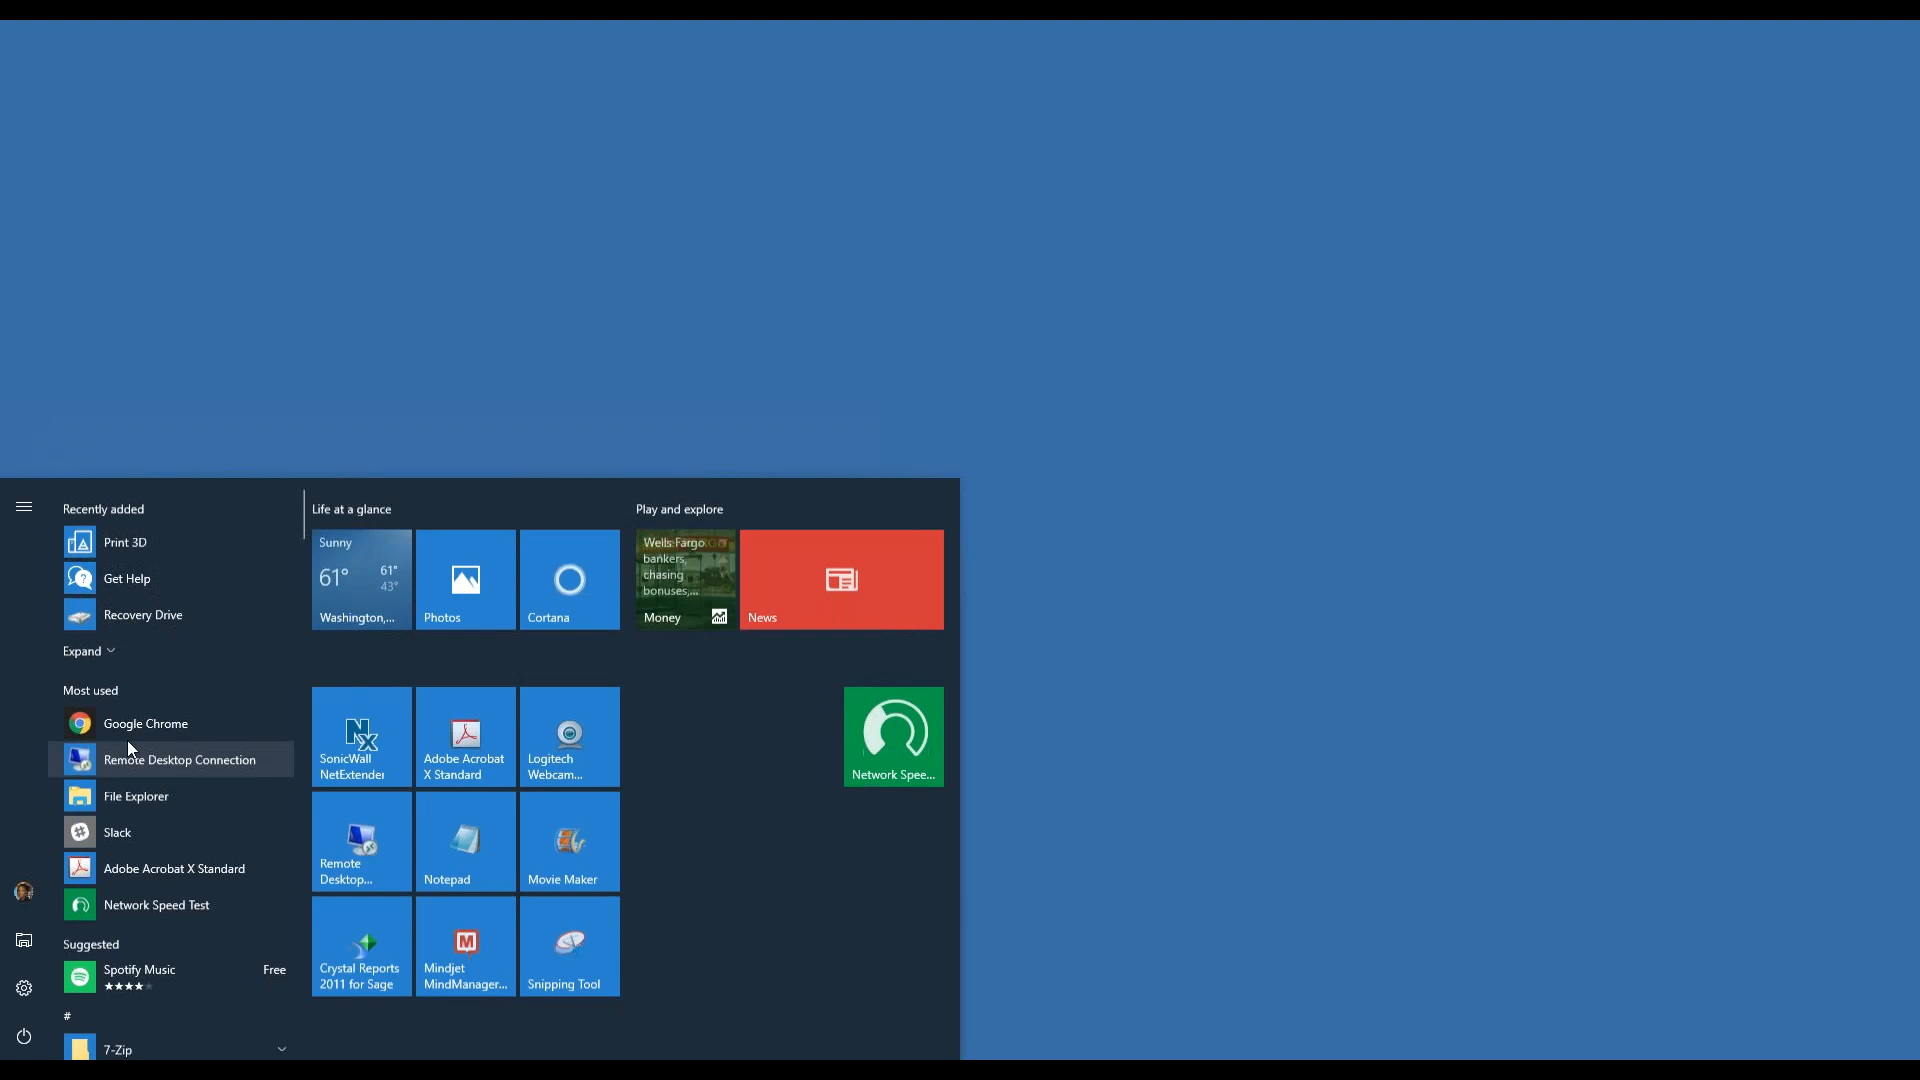 Recently added
Print 3D
Get Help
Recovery Drive
Expand
Most used
Google Chrome
Remote Desktop Connection
File Explorer
Slack
Adobe Acrobat X Standard
Network Speed Test
Suggested
Spotify Music Free
#
7-Zip
Life at a glance
Sunny
61°
61°
43°
Washington,...
Photos
Cortana
SonicWall
NetExtender
Adobe Acrobat
X Standard
Logitech
Webcam...
Remote
Desktop...
Notepad
Movie Maker
Crystal Reports
2011 for Sage
Mindjet
MindManager...
Snipping Tool
Play and explore
Wells Fargo
bankers,
chasing
bonuses,...
Money
News
Network Spee...